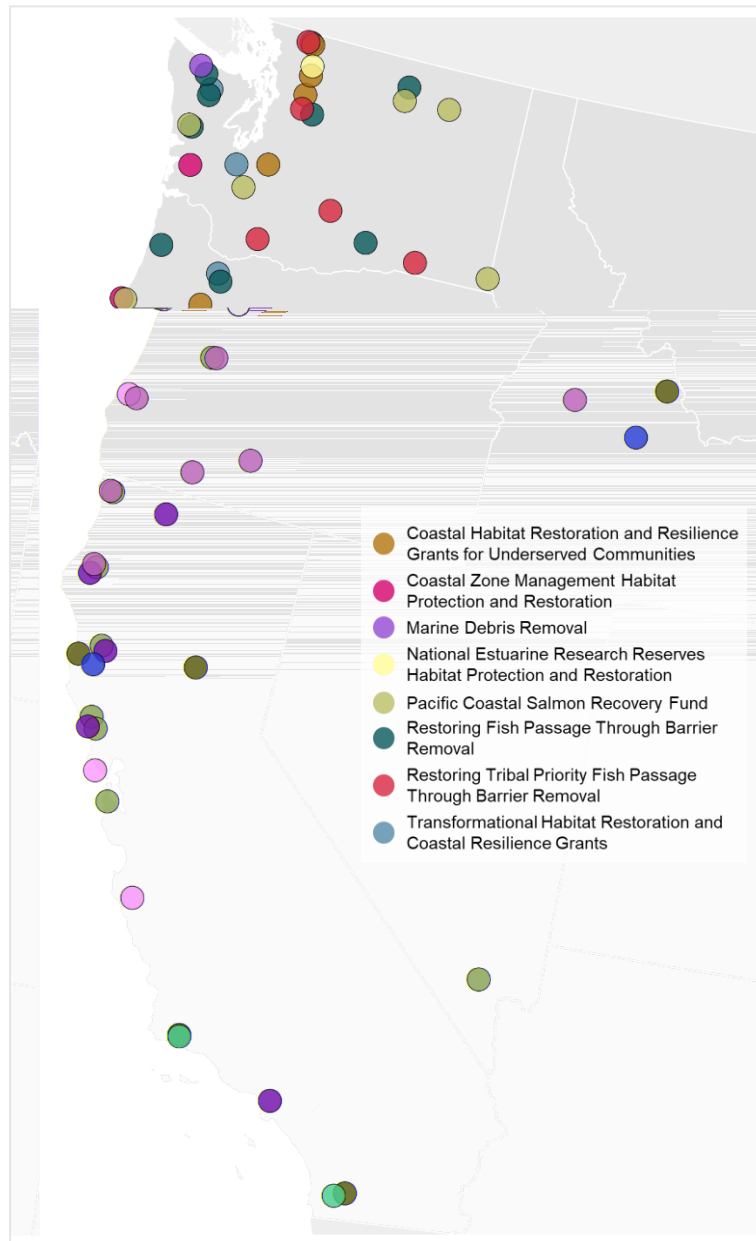 Coastal Habitat Restoration and Resilience
Grants for Underserved Communities
Coastal Zone Management Habitat
Protection and Restoration
Marine Debris Removal
National Estuarine Research Reserves
Habitat Protection and Restoration
Pacific Coastal Salmon Recovery Fund
Restoring Fish Passage Through Barrier
Removal
Restoring Tribal Priority Fish Passage
Through Barrier Removal
Transformational Habitat Restoration and
Coastal Resilience Grants